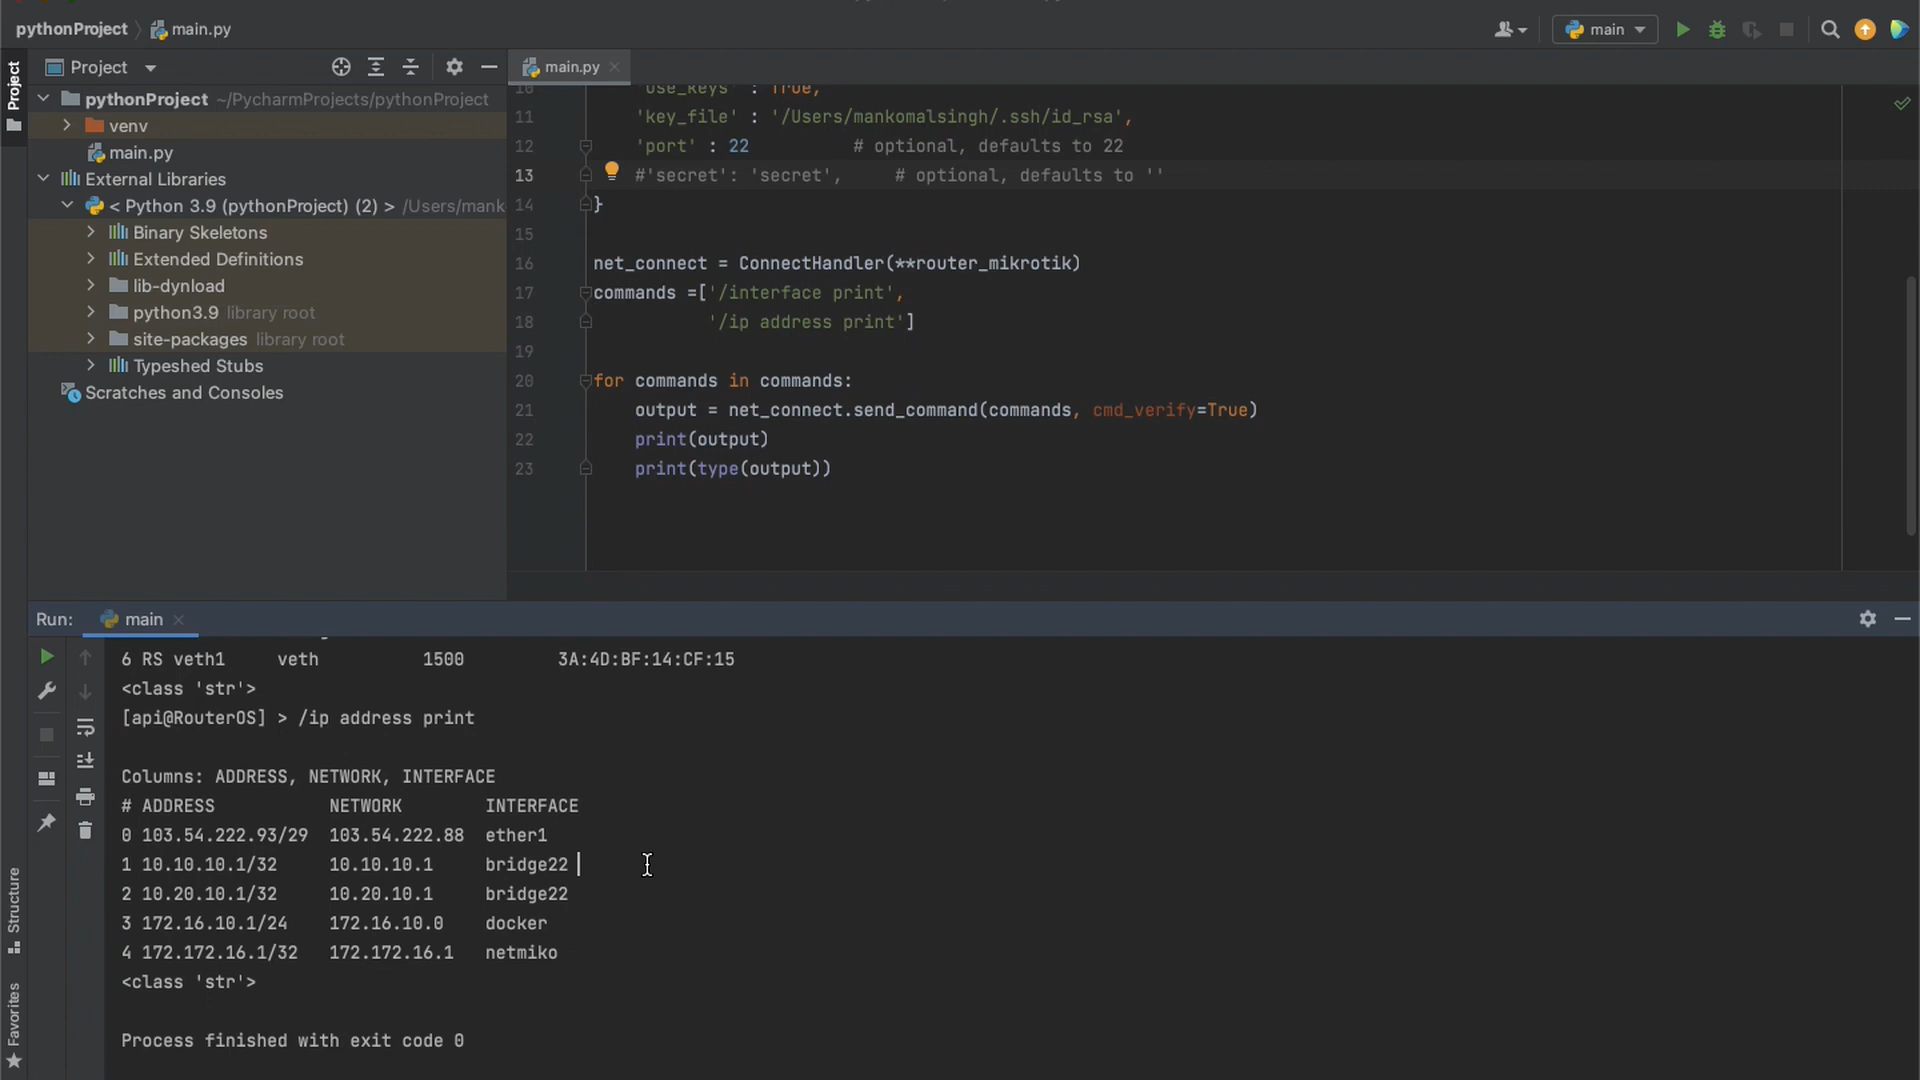 pythonProject main.py
main
Project
Project
main.py
pythonProject ~/PycharmProjects/pythonProject
venv
main.py
External Libraries
< Python 3.9 (pythonProject) (2) > /Users/mank
Binary Skeletons
Extended Definitions
lib-dynload
python3.9 library root
site-packages library root
Typeshed Stubs
Scratches and Consoles
10 'use_keys' : True,
11 'key_file' : '/Users/mankomalsingh/.ssh/id_rsa',
12 'port' : 22 # optional, defaults to 22
13 #'secret': 'secret', # optional, defaults to ''
14 }
15
16 net_connect = ConnectHandler(**router_mikrotik)
17 commands =['/interface print',
18 '/ip address print']
19
20 for commands in commands:
21 output = net_connect.send_command(commands, cmd_verify=True)
22 print(output)
23 print(type(output))
Run: main
6 RS veth1 veth 1500 3A:4D:BF:14:CF:15
<class 'str'>
[api@RouterOS] > /ip address print
Columns: ADDRESS, NETWORK, INTERFACE
# ADDRESS NETWORK INTERFACE
0 103.54.222.93/29 103.54.222.88 ether1
1 10.10.10.1/32 10.10.10.1 bridge22
2 10.20.10.1/32 10.20.10.1 bridge22
3 172.16.10.1/24 172.16.10.0 docker
4 172.172.16.1/32 172.172.16.1 netmiko
<class 'str'>
Process finished with exit code 0
Structure
Favorites